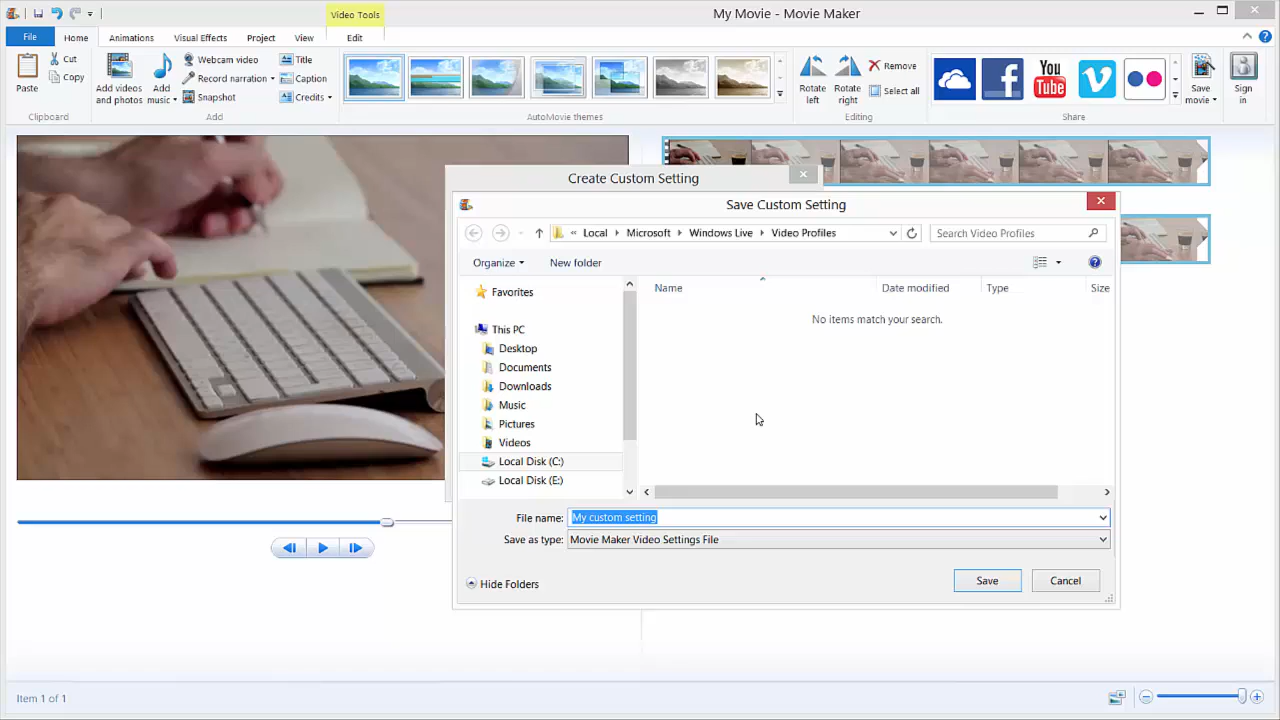 Video Tools
My Movie - Movie Maker
File
Home
Animations
Visual Effects
Project
View
Edit
Paste
Cut
Copy
Clipboard
Add videos
and photos
Add
music
Webcam video
Record narration
Snapshot
Title
Caption
Credits
Add
AutoMovie themes
Rotate
left
Rotate
right
Remove
Select all
Editing
You
Tube
Share
Save
movie
Sign
in
Create Custom Setting
Save Custom Setting
« Local
Microsoft
Windows Live
Video Profiles
Search Video Profiles
Organize
New folder
Name
Date modified
Type
Size
No items match your search.
Favorites
This PC
Desktop
Documents
Downloads
Music
Pictures
Videos
Local Disk (C:)
Local Disk (E:)
File name: My custom setting
Save as type: Movie Maker Video Settings File
Hide Folders
Save
Cancel
Item 1 of 1